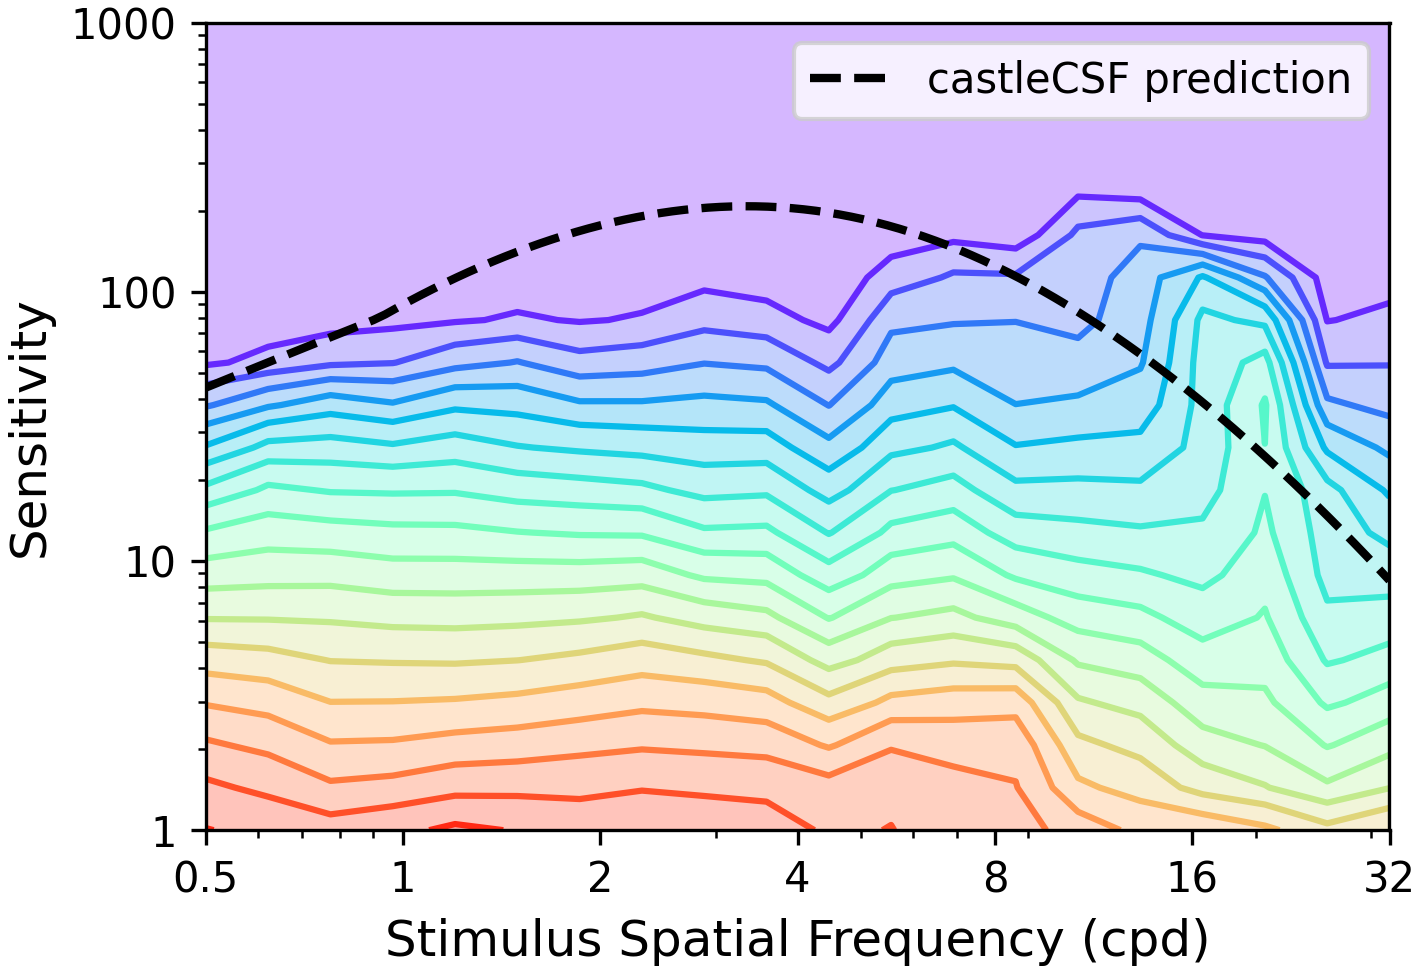 1000
100
10
1
Sensitivity
castleCSF prediction
0.5 1 2 4 8 16 32
Stimulus Spatial Frequency (cpd)